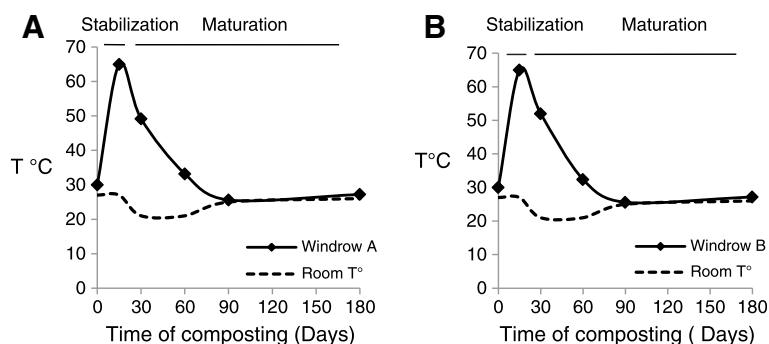 A
Stabilization Maturation
70
60
50
40
30
20
10
0
T °C
Windrow A
Room T°
0 30 60 90 120 150 180
Time of composting (Days)
B
Stabilization Maturation
70
60
50
40
30
20
10
0
T°C
Windrow B
Room T°
0 30 60 90 120 150 180
Time of composting ( Days)